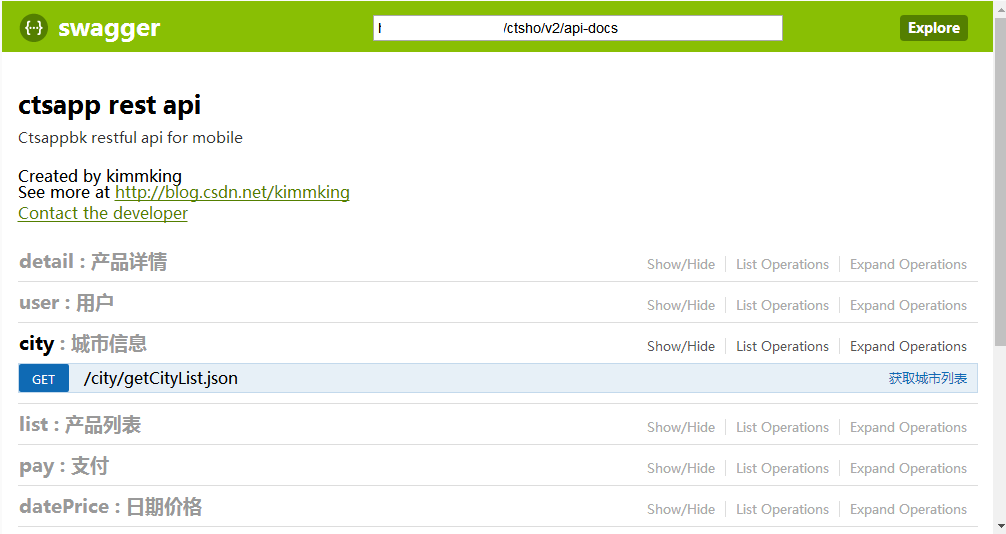 swagger
/ctsho/v2/api-docs
Explore
ctsapp rest api
Ctsappbk restful api for mobile
Created by kimmking
See more at http://blog.csdn.net/kimmking
Contact the developer
detail : 产品详情 Show/Hide List Operations Expand Operations
user : 用户 Show/Hide List Operations Expand Operations
city : 城市信息 Show/Hide List Operations Expand Operations
GET /city/getCityList.json 获取城市列表
list : 产品列表 Show/Hide List Operations Expand Operations
pay : 支付 Show/Hide List Operations Expand Operations
datePrice : 日期价格 Show/Hide List Operations Expand Operations